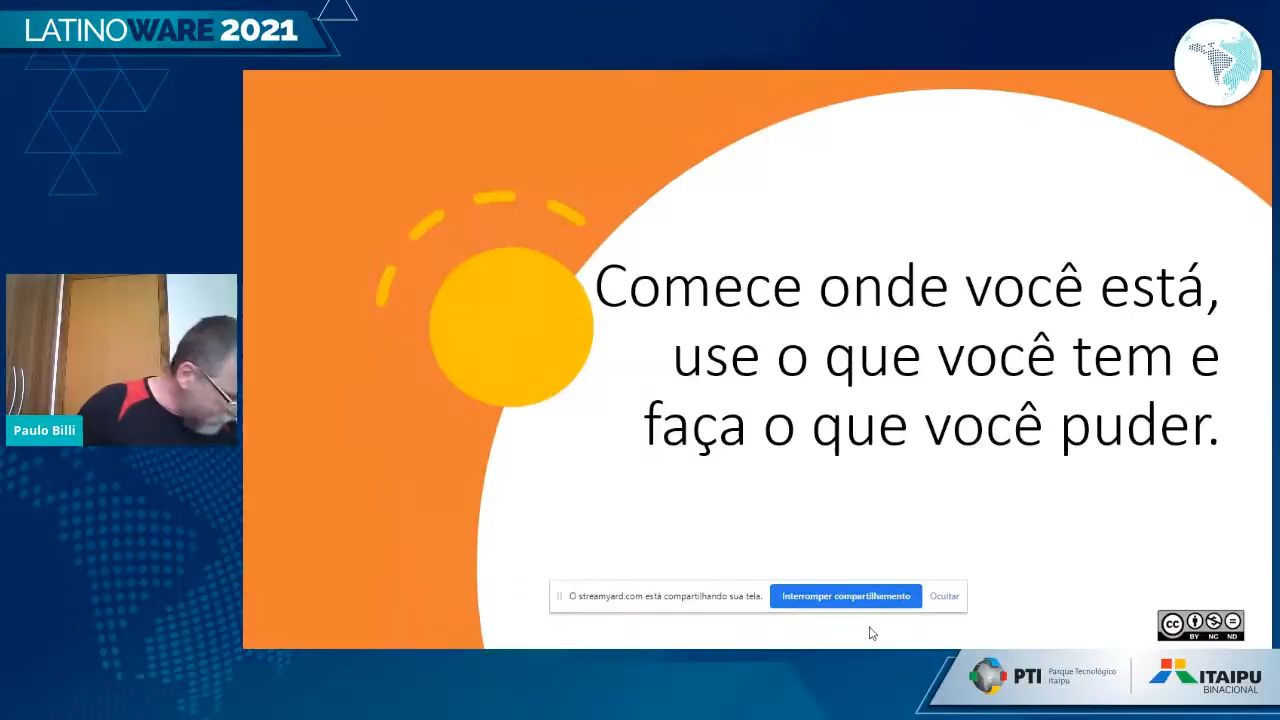 LATINOWARE 2021
Comece onde você está,
use o que você tem e
faça o que você puder.
Paulo Billi
O streamyard.com está compartilhando sua tela.
Interromper compartilhamento
Ocultar
CC
BY NC ND
PTI
Parque Tecnológico
Itaipu
ITAIPU
BINACIONAL